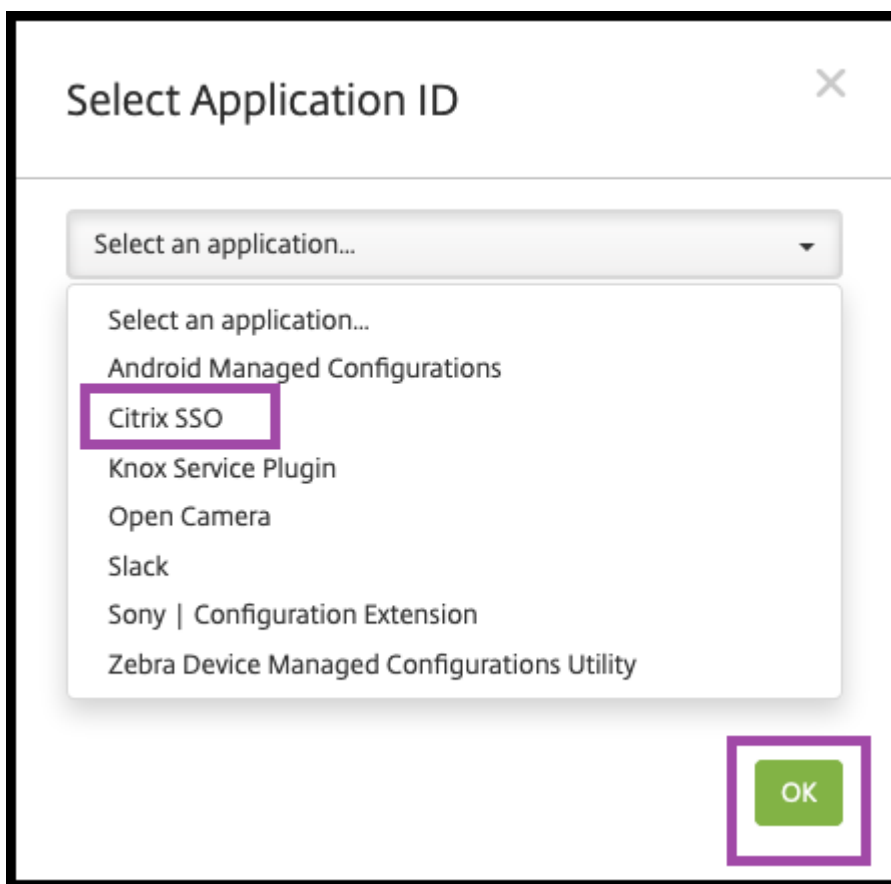 Select Application ID
Select an application...
Select an application...
Android Managed Configurations
Citrix SSO
Knox Service Plugin
Open Camera
Slack
Sony | Configuration Extension
Zebra Device Managed Configurations Utility
OK